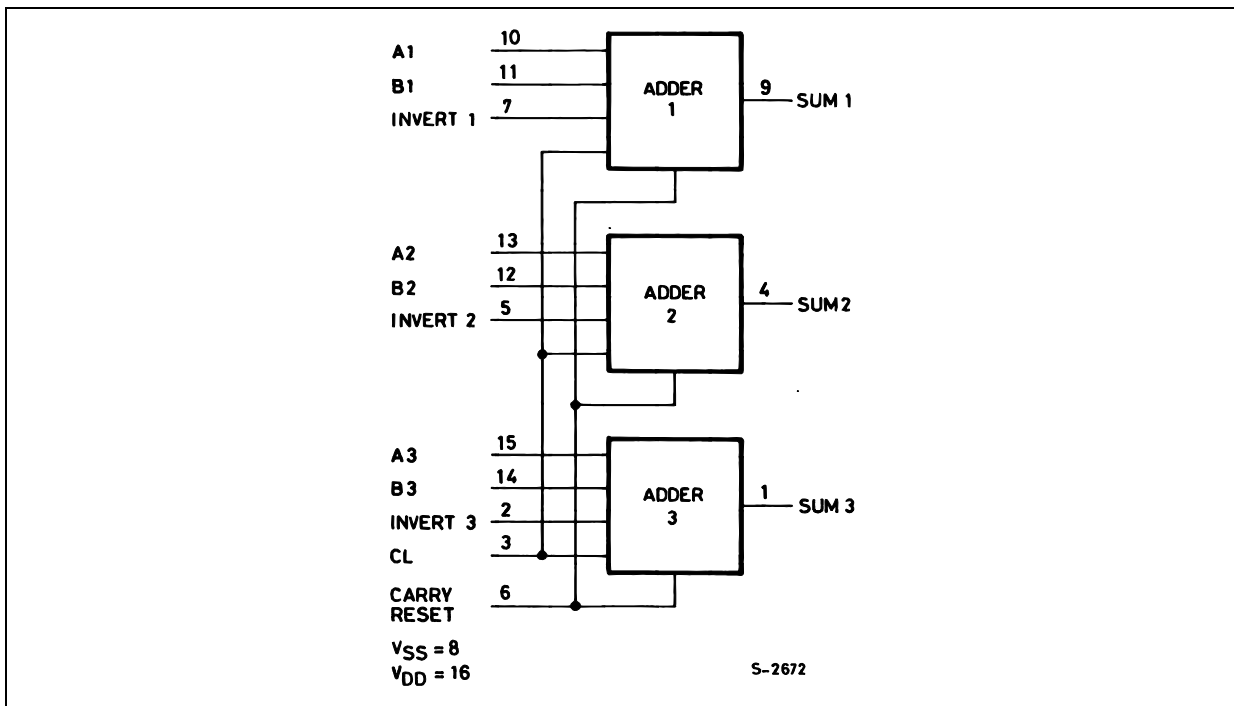 A1 10
B1 11
INVERT 1 7
ADDER
1
9 SUM 1
A2 13
B2 12
INVERT 2 5
ADDER
2
4 SUM2
A3 15
B3 14
INVERT 3 2
CL 3
ADDER
3
1 SUM 3
CARRY
RESET 6
VSS = 8
VDD = 16
S-2672